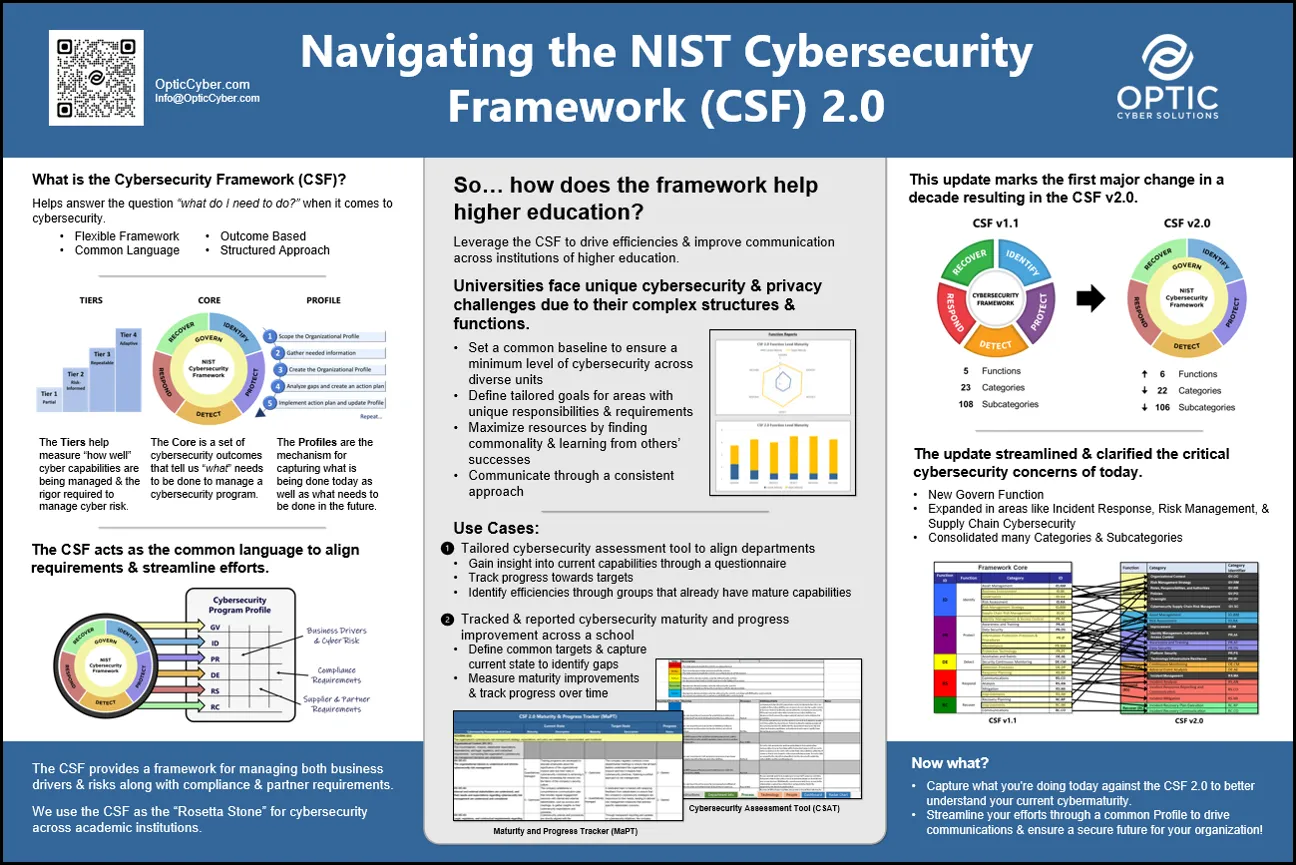 OpticCyber.com
Info@OpticCyber.com
Navigating the NIST Cybersecurity
Framework (CSF) 2.0
OPTIC
CYBER SOLUTIONS
What is the Cybersecurity Framework (CSF)?
Helps answer the question “what do I need to do?” when it comes to
cybersecurity.
• Flexible Framework
• Common Language
• Outcome Based
• Structured Approach
TIERS
Tier 1
Partial
Tier 2
Risk-
Informed
Tier 3
Repeatable
Tier 4
Adaptive
CORE
RECOVER
IDENTIFY
GOVERN
NIST
Cybersecurity
Framework
RESPOND
PROTECT
DETECT
PROFILE
1 Scope the Organizational Profile
2 Gather needed information
3 Create the Organizational Profile
4 Analyze gaps and create an action plan
5 Implement action plan and update Profile
Repeat...
The Tiers help
measure “how well”
cyber capabilities are
being managed & the
rigor required to
manage cyber risk.
The Core is a set of
cybersecurity outcomes
that tell us “what” needs
to be done to manage a
cybersecurity program.
The Profiles are the
mechanism for
capturing what is
being done today as
well as what needs to
be done in the future.
The CSF acts as the common language to align
requirements & streamline efforts.
RECOVER
IDENTIFY
GOVERN
NIST
Cybersecurity
Framework
RESPOND
PROTECT
DETECT
Cybersecurity
Program Profile
GV
ID
PR
DE
RS
RC
Business Drivers
& Cyber Risk
Compliance
Requirements
Supplier & Partner
Requirements
The CSF provides a framework for managing both business
drivers & risks along with compliance & partner requirements.
We use the CSF as the “Rosetta Stone” for cybersecurity
across academic institutions.
So… how does the framework help
higher education?
Leverage the CSF to drive efficiencies & improve communication
across institutions of higher education.
Universities face unique cybersecurity & privacy
challenges due to their complex structures &
functions.
• Set a common baseline to ensure a
minimum level of cybersecurity across
diverse units
• Define tailored goals for areas with
unique responsibilities & requirements
• Maximize resources by finding
commonality & learning from others’
successes
• Communicate through a consistent
approach
Function Reports
CSF 2.0 Function Level Maturity
CSF 2.0 Function Level Maturity
Use Cases:
1 Tailored cybersecurity assessment tool to align departments
• Gain insight into current capabilities through a questionnaire
• Track progress towards targets
• Identify efficiencies through groups that already have mature capabilities
2 Tracked & reported cybersecurity maturity and progress
improvement across a school
• Define common targets & capture
current state to identify gaps
• Measure maturity improvements
& track progress over time
CSF 2.0 Maturity & Progress Tracker (MaPT)
Current State
Target State
Progress
Maturity and Progress Tracker (MaPT)
Cybersecurity Assessment Tool (CSAT)
This update marks the first major change in a
decade resulting in the CSF v2.0.
CSF v1.1
RECOVER
IDENTIFY
CYBERSECURITY
FRAMEWORK
RESPOND
PROTECT
DETECT
5 Functions
23 Categories
108 Subcategories
CSF v2.0
RECOVER
IDENTIFY
GOVERN
NIST
Cybersecurity
Framework
RESPOND
PROTECT
DETECT
↑ 6 Functions
↓ 22 Categories
↓ 106 Subcategories
The update streamlined & clarified the critical
cybersecurity concerns of today.
• New Govern Function
• Expanded in areas like Incident Response, Risk Management, &
Supply Chain Cybersecurity
• Consolidated many Categories & Subcategories
Framework Core
Function
Category
ID
Identify
Protect
Detect
Respond
Recover
CSF v1.1
Function
Category
Category
Identifier
CSF v2.0
Now what?
• Capture what you're doing today against the CSF 2.0 to better
understand your current cybermaturity.
• Streamline your efforts through a common Profile to drive
communications & ensure a secure future for your organization!